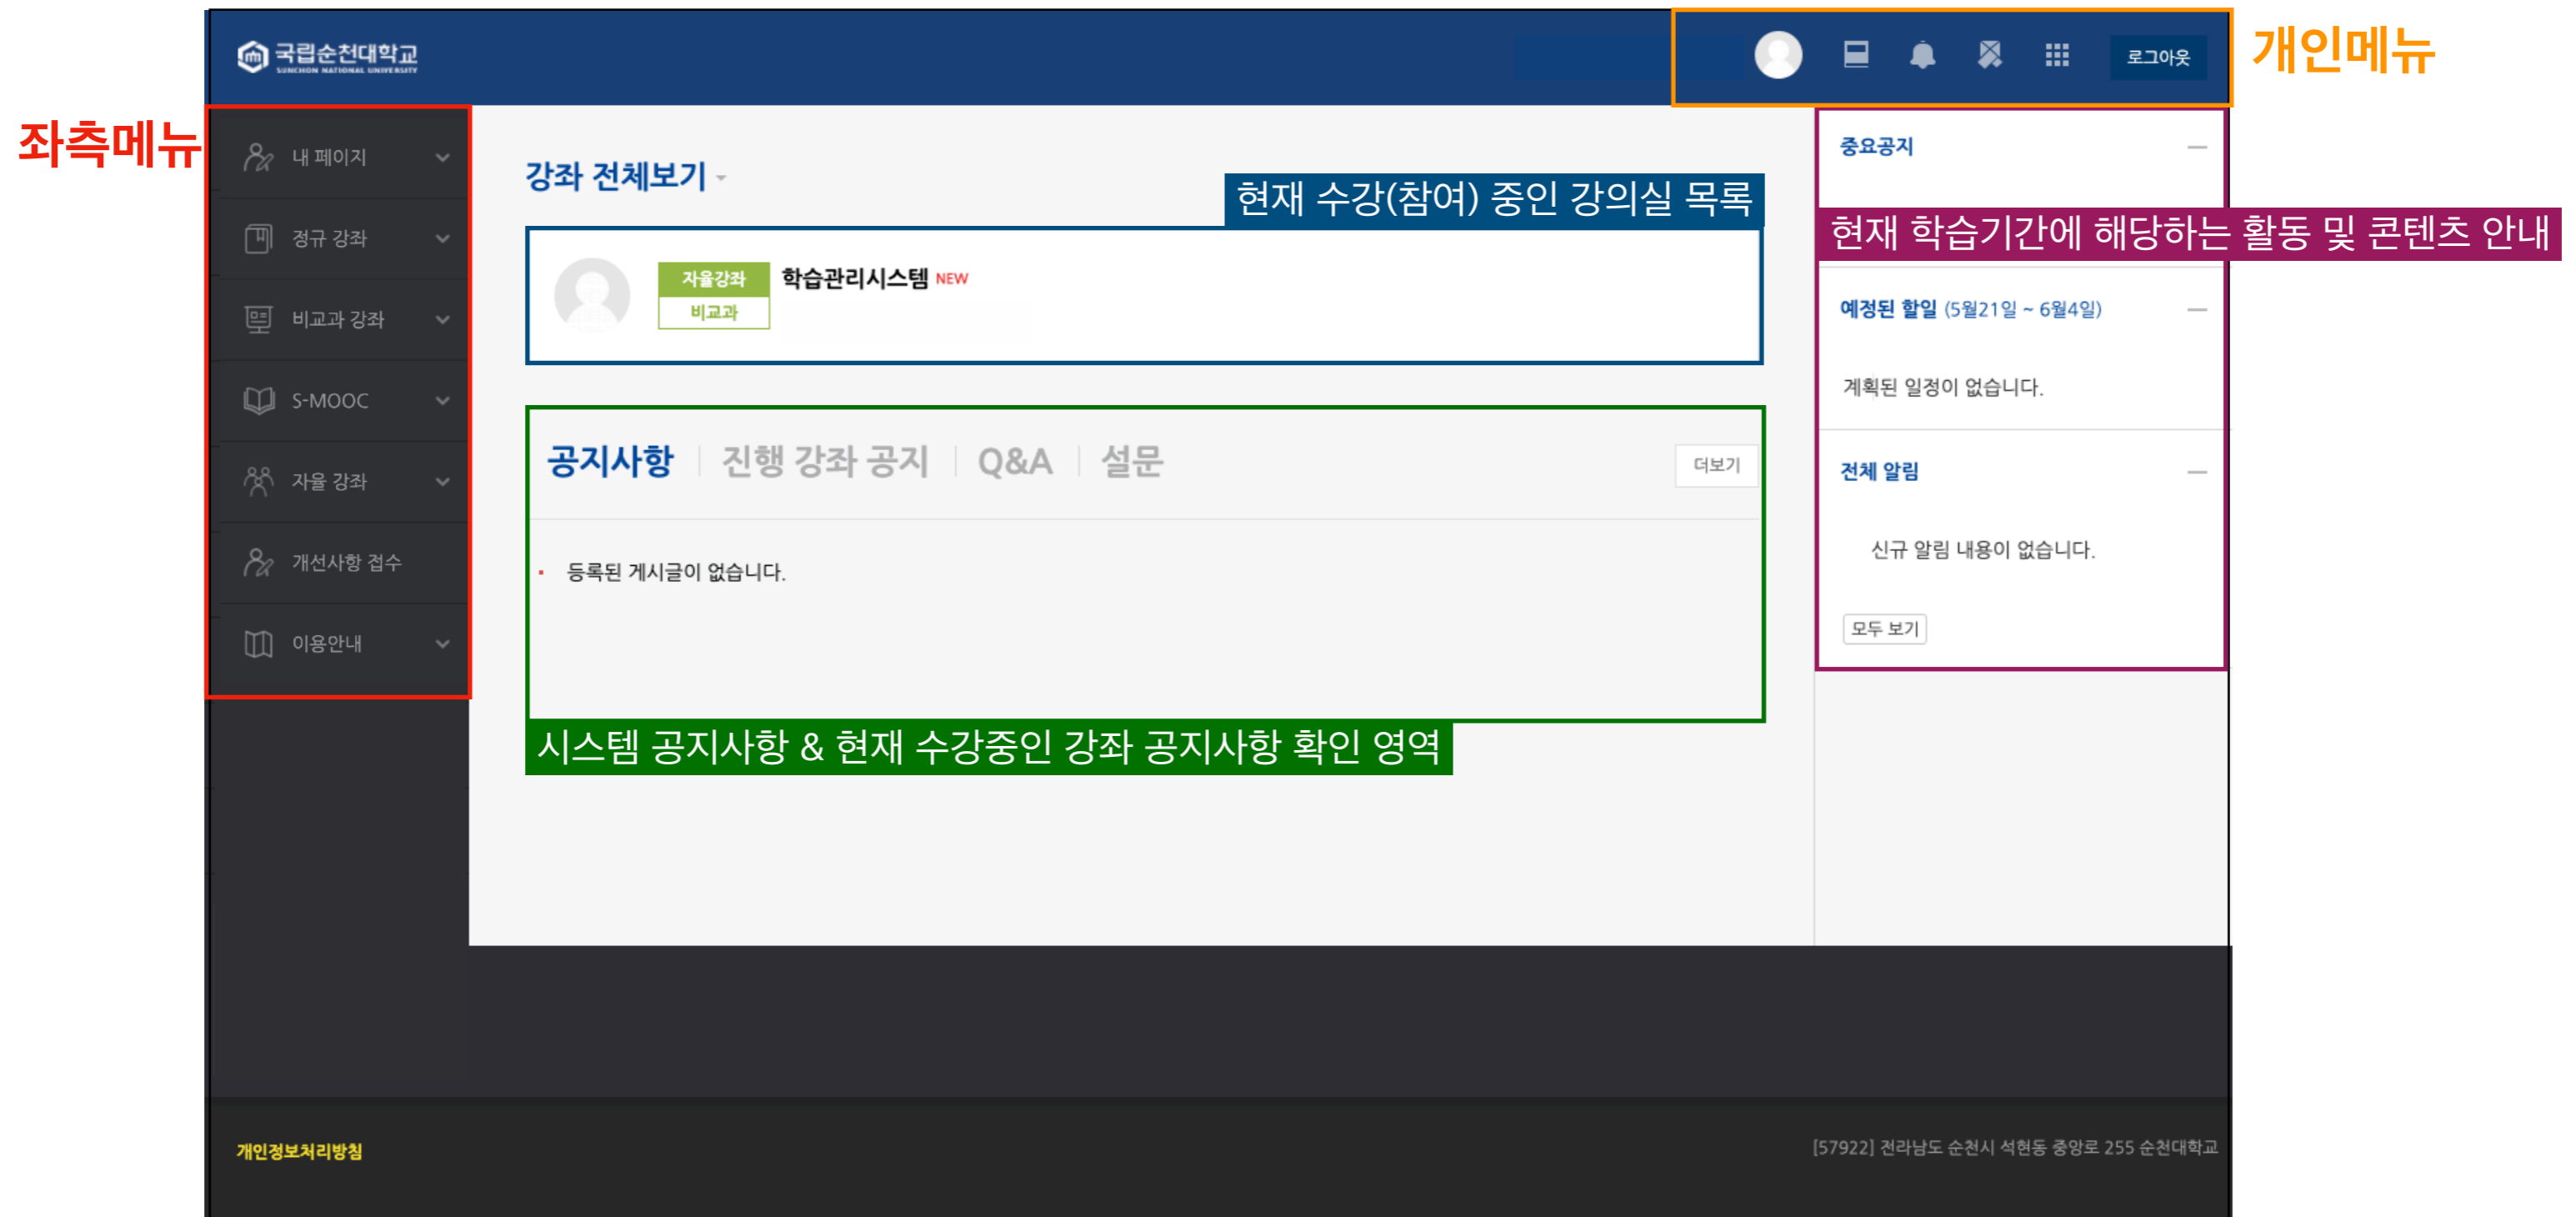 국립순천대학교
SUNCHON NATIONAL UNIVERSITY
로그아웃
개인메뉴
좌측메뉴
내 페이지
정규 강좌
비교과 강좌
S-MOOC
자율 강좌
개선사항 접수
이용안내
강좌 전체보기
현재 수강(참여) 중인 강의실 목록
자율강좌
학습관리시스템 NEW
비교과
공지사항 진행 강좌 공지 Q&A 설문
더보기
등록된 게시글이 없습니다.
시스템 공지사항 & 현재 수강중인 강좌 공지사항 확인 영역
중요공지
현재 학습기간에 해당하는 활동 및 콘텐츠 안내
예정된 할일 (5월21일 ~ 6월4일)
계획된 일정이 없습니다.
전체 알림
신규 알림 내용이 없습니다.
모두 보기
개인정보처리방침
[57922] 전라남도 순천시 석현동 중앙로 255 순천대학교